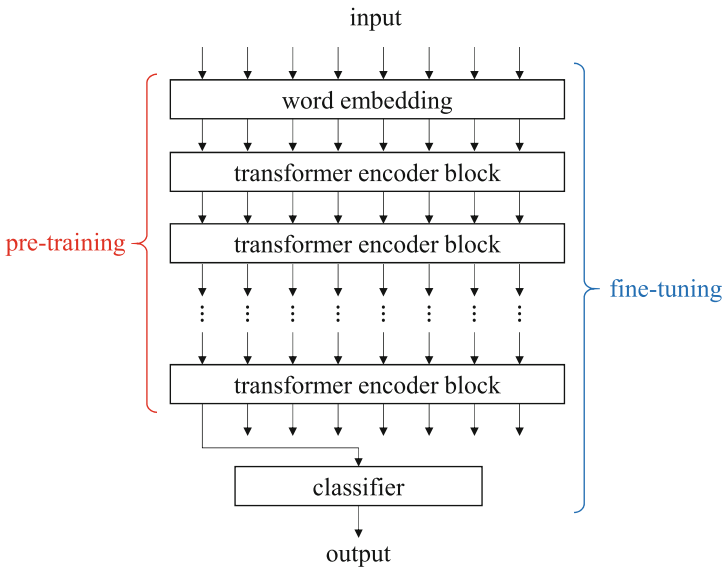 input
word embedding
transformer encoder block
transformer encoder block
pre-training
fine-tuning
transformer encoder block
classifier
output